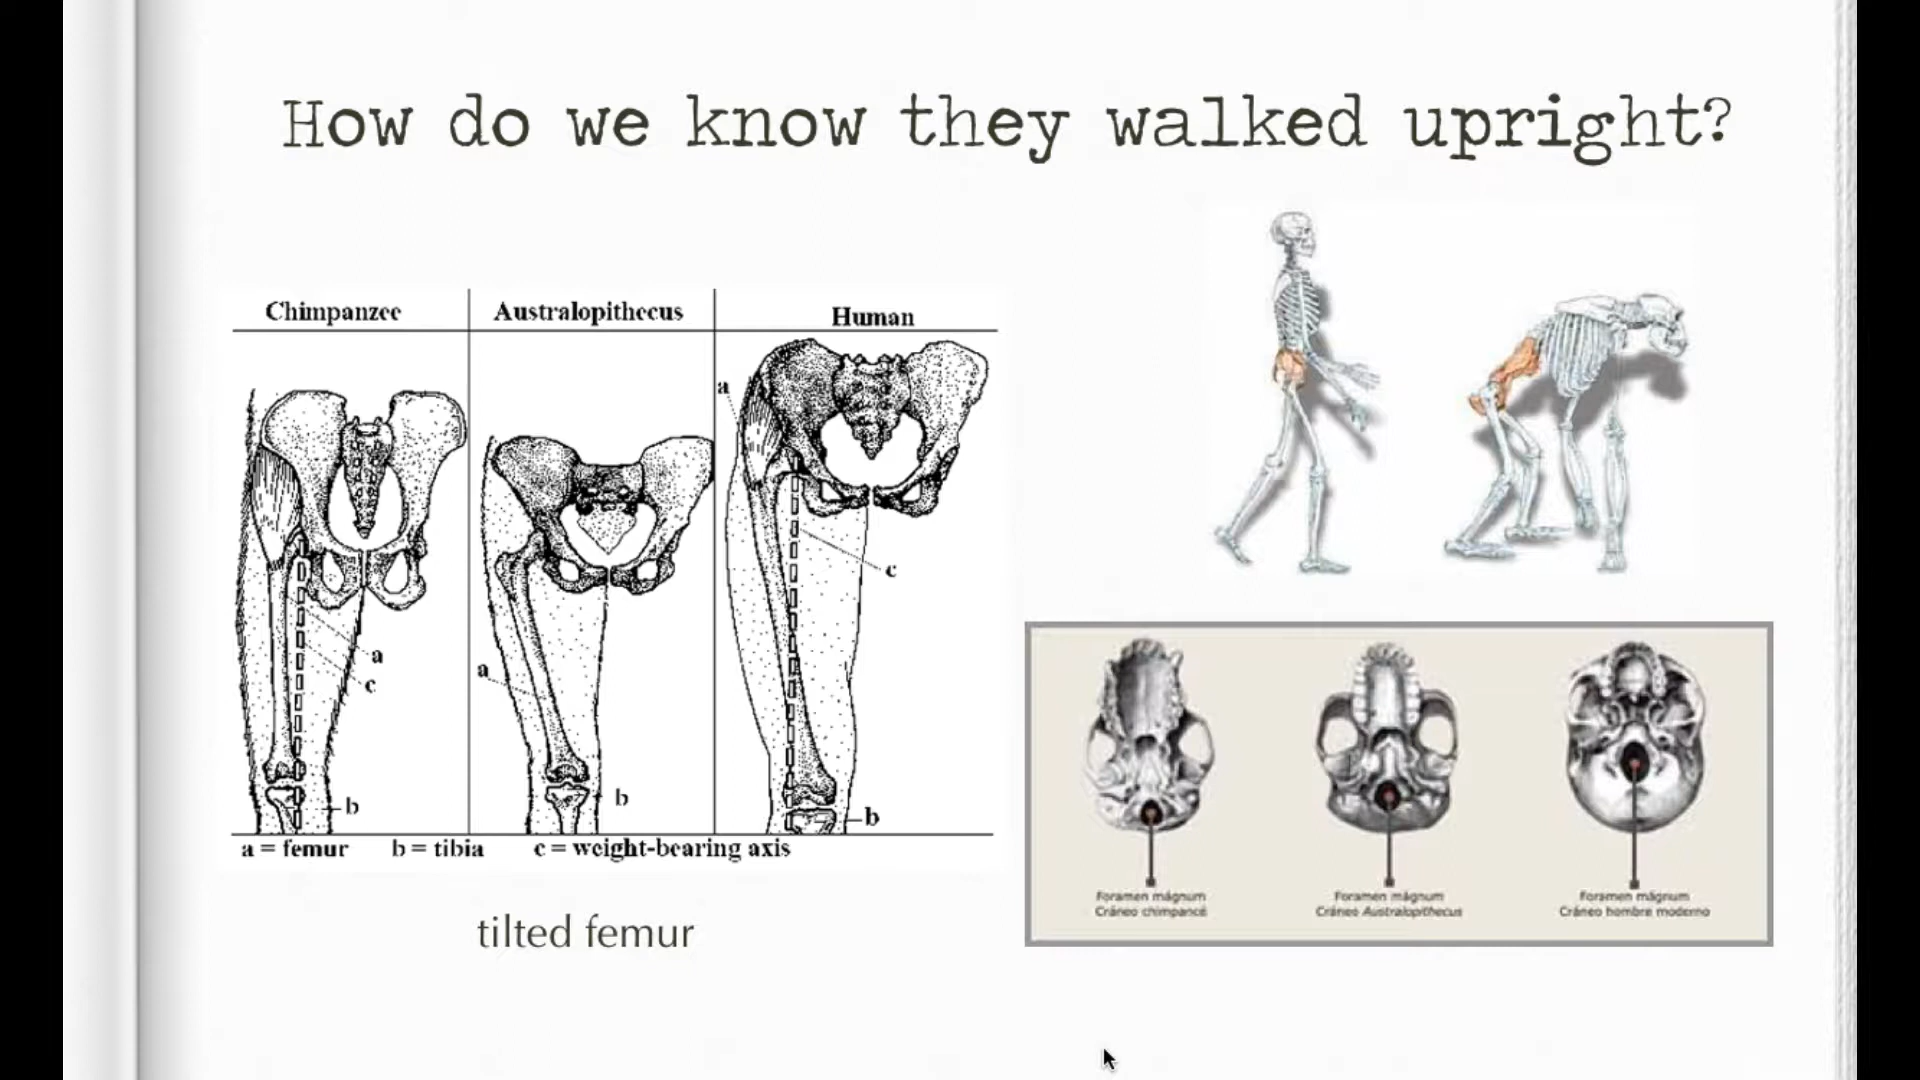 How do we know they walked upright?
Chimpanzee
Australopithecus
Human
a
c
b
a
b
a
c
b
a = femur b = tibia c = weight-bearing axis
tilted femur
Foramen mágnum
Cráneo chimpancé
Foramen mágnum
Cráneo Australopithecus
Foramen mágnum
Cráneo hombre moderno